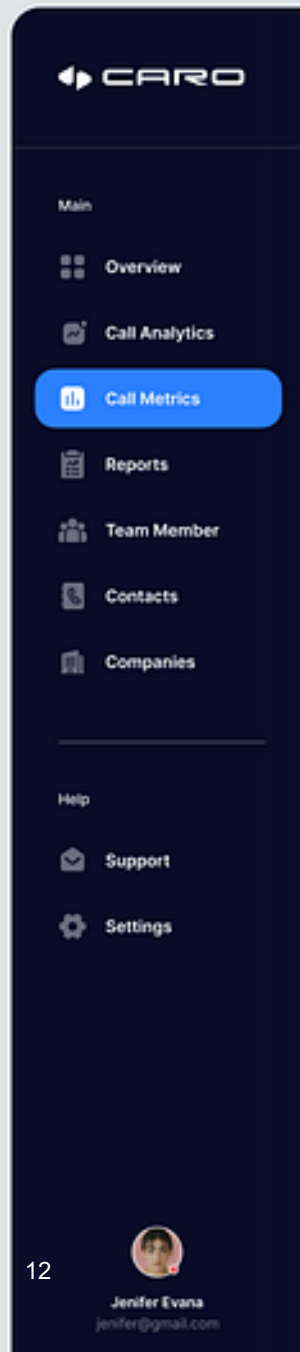 CARO
Main
Overview
Call Analytics
Call Metrics
Reports
Team Member
Contacts
Companies
Help
Support
Settings
12
Jenifer Evana
jenifer@gmail.com